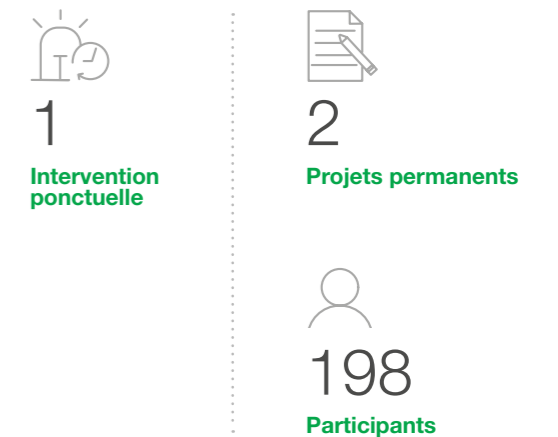 1
Intervention
ponctuelle
2
Projets permanents
198
Participants